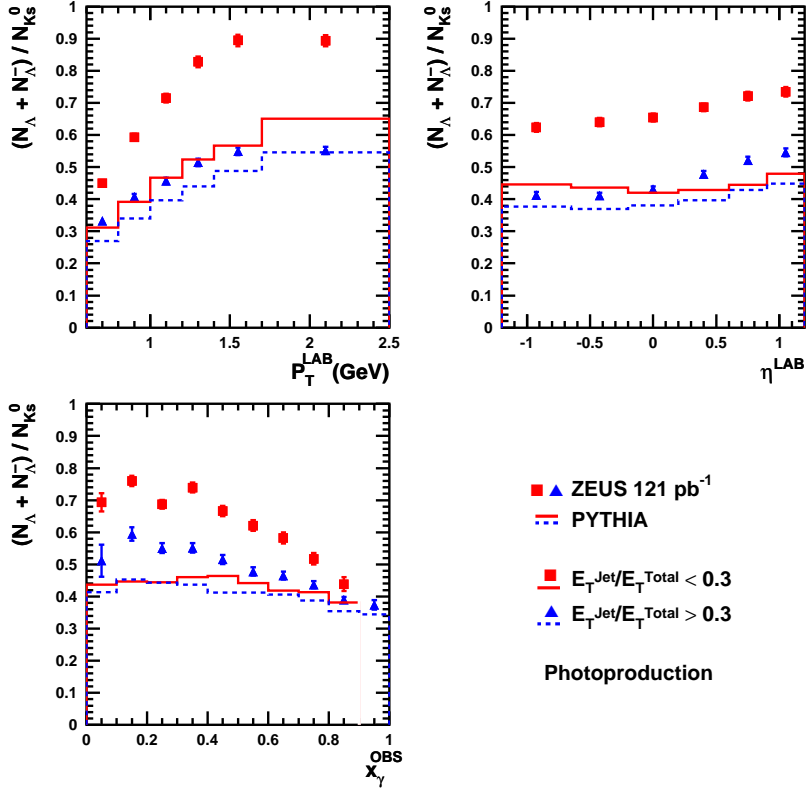 (N_Λ + N_Λ̄) / N_Ks^0
1
0.9
0.8
0.7
0.6
0.5
0.4
0.3
0.2
0.1
0
1 1.5 2 2.5
P_T^LAB (GeV)
(N_Λ + N_Λ̄) / N_Ks^0
1
0.9
0.8
0.7
0.6
0.5
0.4
0.3
0.2
0.1
0
-1 -0.5 0 0.5 1
η^LAB
(N_Λ + N_Λ̄) / N_Ks^0
1
0.9
0.8
0.7
0.6
0.5
0.4
0.3
0.2
0.1
0
0 0.2 0.4 0.6 0.8 1
x_γ^OBS
ZEUS 121 pb^-1
PYTHIA
E_T^Jet/E_T^Total < 0.3
E_T^Jet/E_T^Total > 0.3
Photoproduction